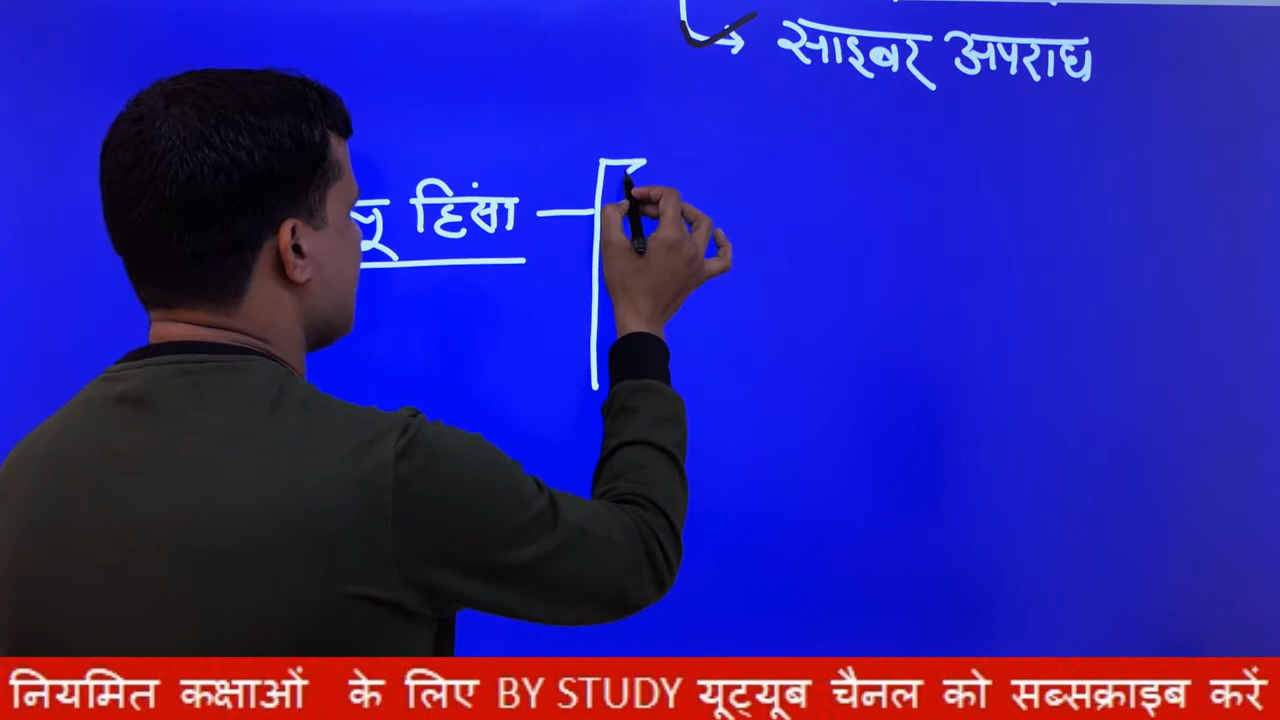 साइबर अपराध
लू हिंसा
नियमित कक्षाओं के लिए BY STUDY यूट्यूब चैनल को सब्सक्राइब करें